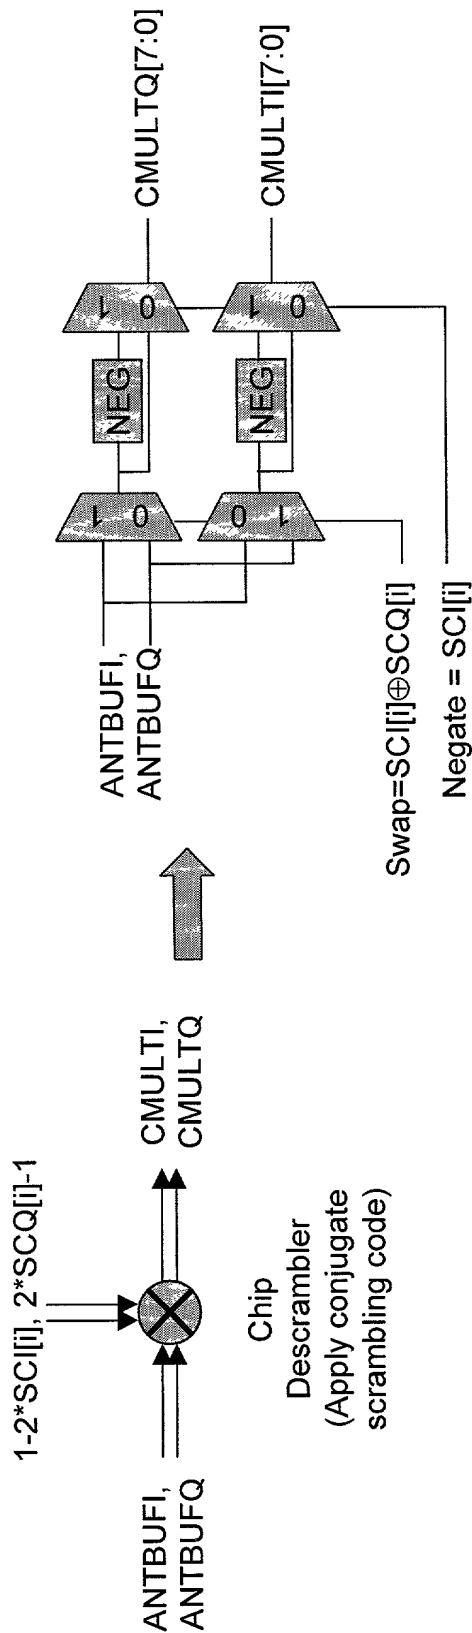 ANTBUFI,
ANTBUFQ
1-2*SCI[i], 2*SCQ[i]-1
CMULTI,
CMULTQ
Chip
Descrambler
(Apply conjugate
scrambling code)
ANTBUFI,
ANTBUFQ
1
0
0
1
NEG
NEG
1
0
1
0
CMULTQ[7:0]
CMULTI[7:0]
Swap=SCI[i]⊕SCQ[i]
Negate = SCI[i]